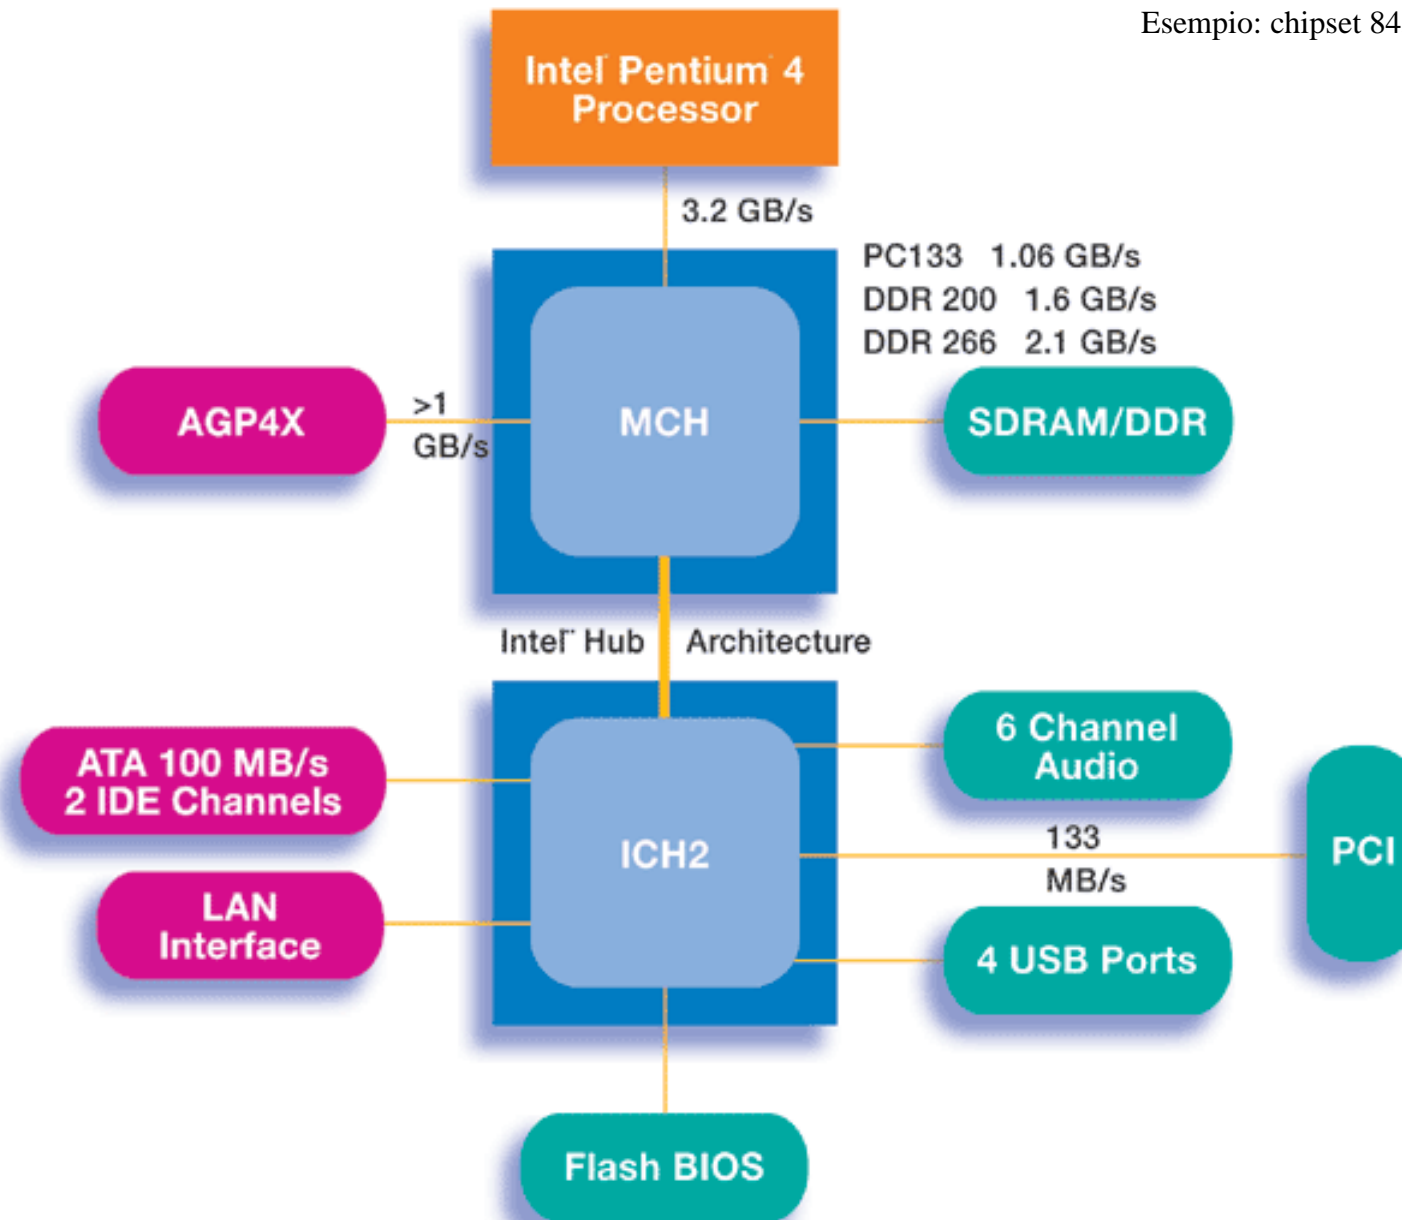 Esempio: chipset 84
Intel Pentium 4
Processor
3.2 GB/s
PC133 1.06 GB/s
DDR 200 1.6 GB/s
DDR 266 2.1 GB/s
AGP4X
>1
GB/s
MCH
SDRAM/DDR
Intel Hub Architecture
ATA 100 MB/s
2 IDE Channels
6 Channel
Audio
ICH2
133
MB/s
PCI
LAN
Interface
4 USB Ports
Flash BIOS